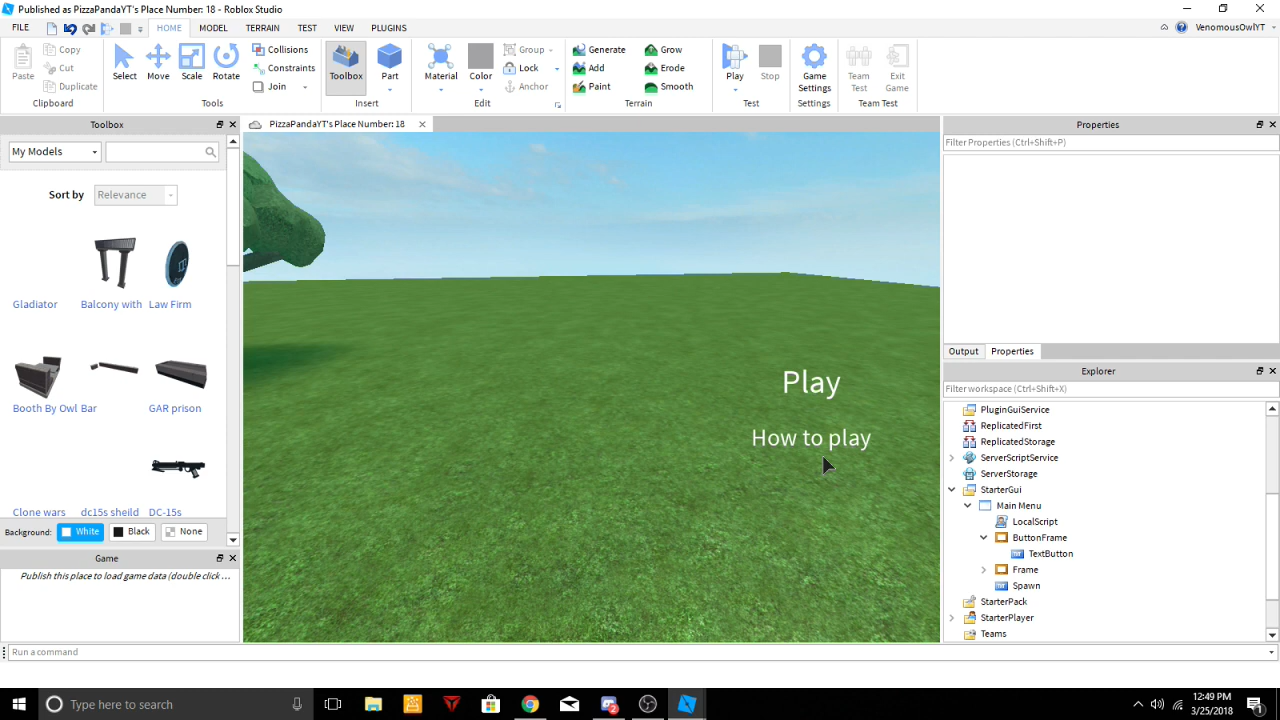 Published as PizzaPandaYT's Place Number: 18 - Roblox Studio
FILE HOME MODEL TERRAIN TEST VIEW PLUGINS VenomousOwlYT
Paste Copy Cut Duplicate Clipboard
Select Move Scale Rotate Collisions Constraints Join Tools
Toolbox Part Insert
Material Color Group Lock Anchor Edit
Generate Add Paint Grow Erode Smooth Terrain
Play Stop Test
Game Settings Settings
Team Test Exit Game Team Test
Toolbox
My Models
Sort by Relevance
Gladiator Balcony with Law Firm
Booth By Owl Bar GAR prison
Clone wars dc15s sheild DC-15s
Background: White Black None
Game
Publish this place to load game data (double click ...
PizzaPandaYT's Place Number: 18
Play
How to play
Properties
Filter Properties (Ctrl+Shift+P)
Output Properties
Explorer
Filter workspace (Ctrl+Shift+X)
PluginGuiService
ReplicatedFirst
ReplicatedStorage
ServerScriptService
ServerStorage
StarterGui
Main Menu
LocalScript
ButtonFrame
TextButton
Frame
Spawn
StarterPack
StarterPlayer
Teams
Run a command
Type here to search
12:49 PM
3/25/2018